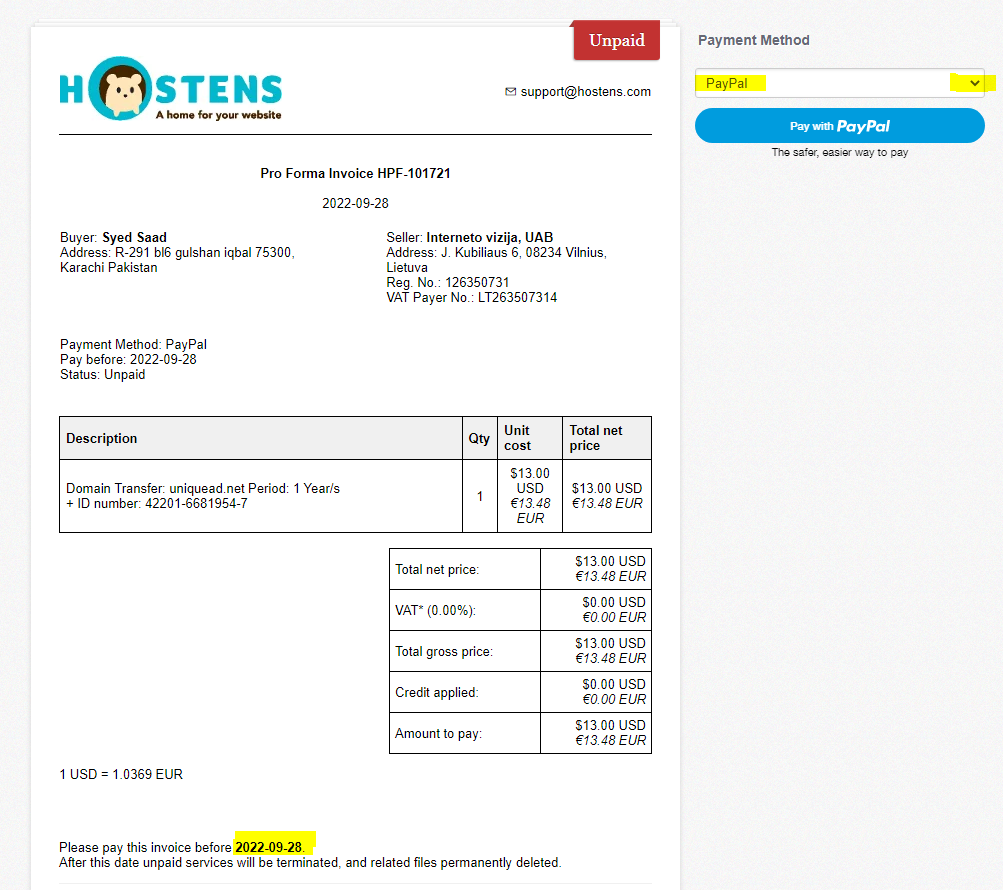 Unpaid
Payment Method
HOSTENS
A home for your website
support@hostens.com
PayPal
Pay with PayPal
The safer, easier way to pay
Pro Forma Invoice HPF-101721
2022-09-28
Buyer: Syed Saad
Address: R-291 bl6 gulshan iqbal 75300,
Karachi Pakistan
Seller: Interneto vizija, UAB
Address: J. Kubiliaus 6, 08234 Vilnius,
Lietuva
Reg. No.: 126350731
VAT Payer No.: LT263507314
Payment Method: PayPal
Pay before: 2022-09-28
Status: Unpaid
Description Qty Unit cost Total net price
Domain Transfer: uniquead.net Period: 1 Year/s
+ ID number: 42201-6681954-7
1
$13.00
USD
€13.48
EUR
$13.00 USD
€13.48 EUR
Total net price: $13.00 USD
€13.48 EUR
VAT* (0.00%): $0.00 USD
€0.00 EUR
Total gross price: $13.00 USD
€13.48 EUR
Credit applied: $0.00 USD
€0.00 EUR
Amount to pay: $13.00 USD
€13.48 EUR
1 USD = 1.0369 EUR
Please pay this invoice before 2022-09-28.
After this date unpaid services will be terminated, and related files permanently deleted.